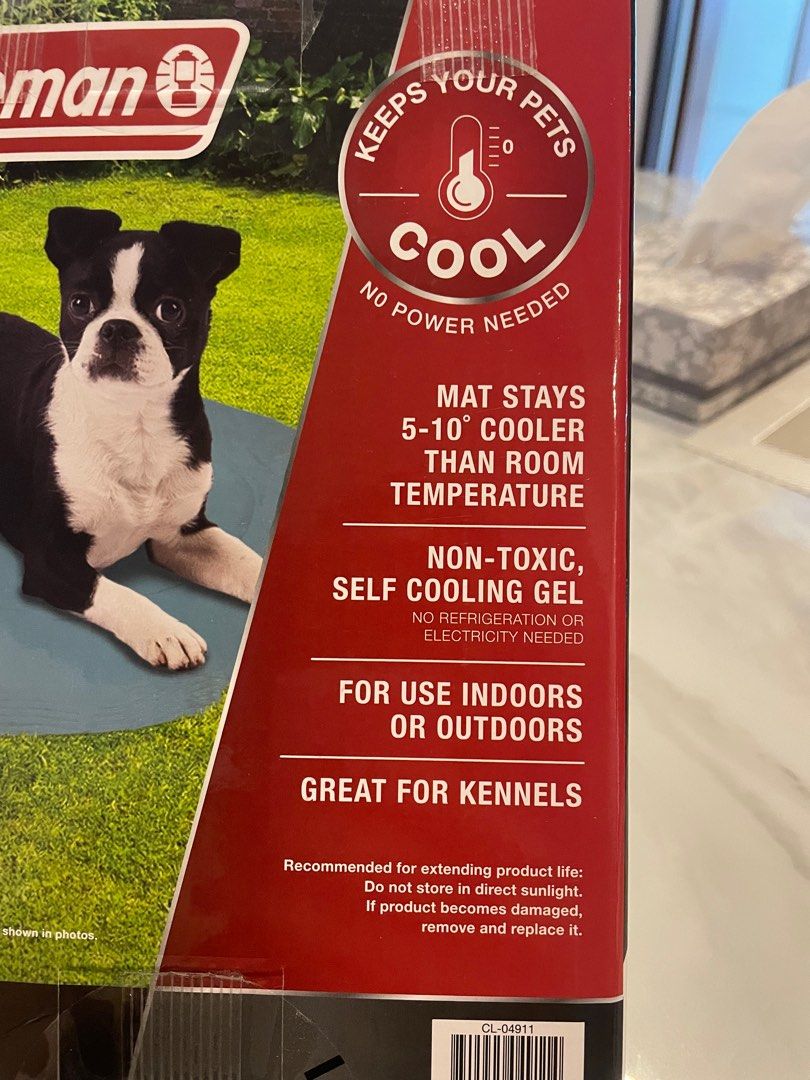 man
KEEPS YOUR PETS
0
COOL
NO POWER NEEDED
MAT STAYS
5-10° COOLER
THAN ROOM
TEMPERATURE
NON-TOXIC,
SELF COOLING GEL
NO REFRIGERATION OR
ELECTRICITY NEEDED
FOR USE INDOORS
OR OUTDOORS
GREAT FOR KENNELS
Recommended for extending product life:
Do not store in direct sunlight.
If product becomes damaged,
remove and replace it.
shown in photos.
CL-04911